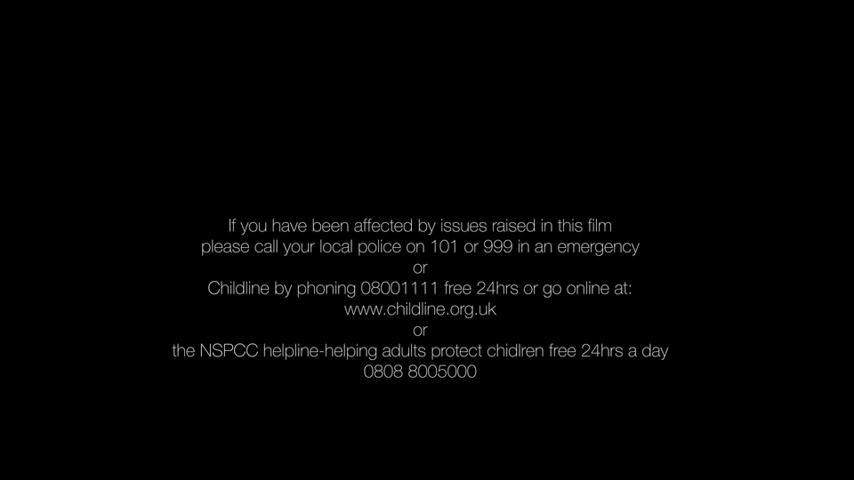 If you have been affected by issues raised in this film
please call your local police on 101 or 999 in an emergency
or
Childline by phoning 08001111 free 24hrs or go online at:
www.childline.org.uk
or
the NSPCC helpline-helping adults protect chidlren free 24hrs a day
0808 8005000